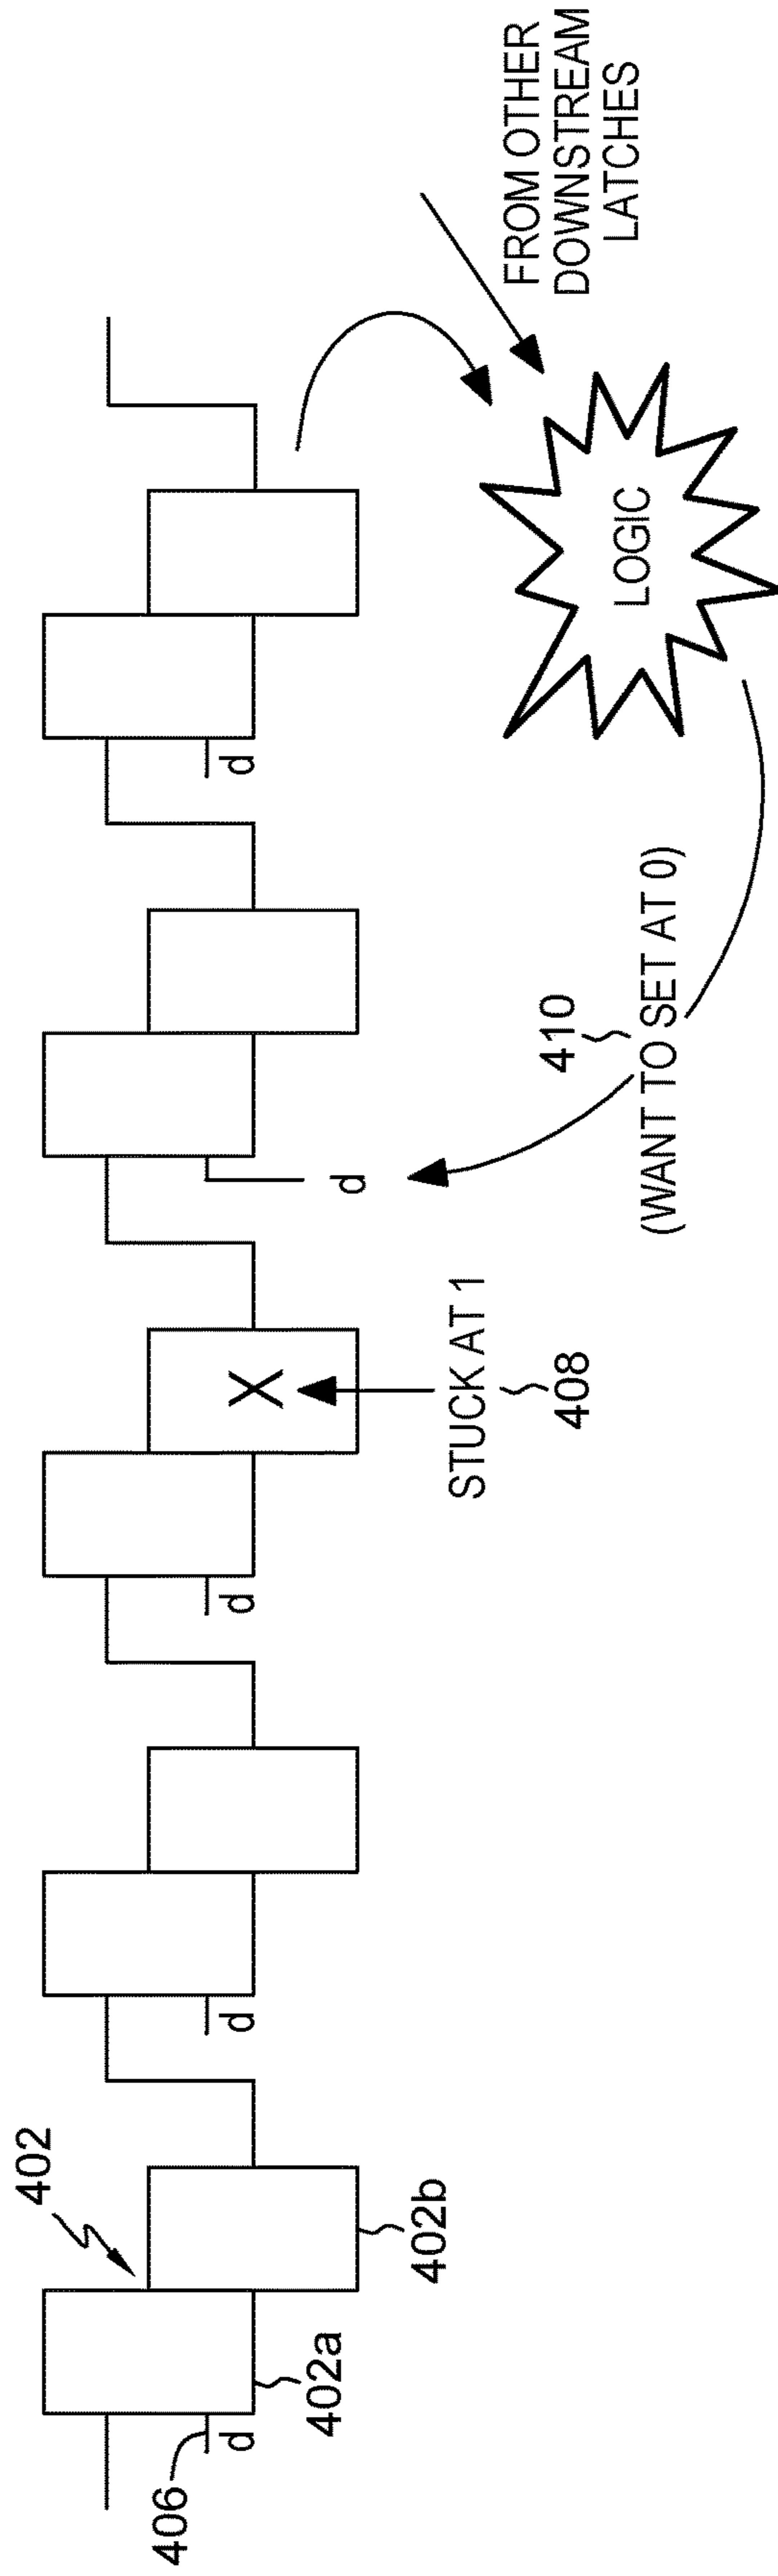 402
406
d
402a
402b
d
d
X
STUCK AT 1
408
d
410
(WANT TO SET AT 0)
d
LOGIC
FROM OTHER
DOWNSTREAM
LATCHES